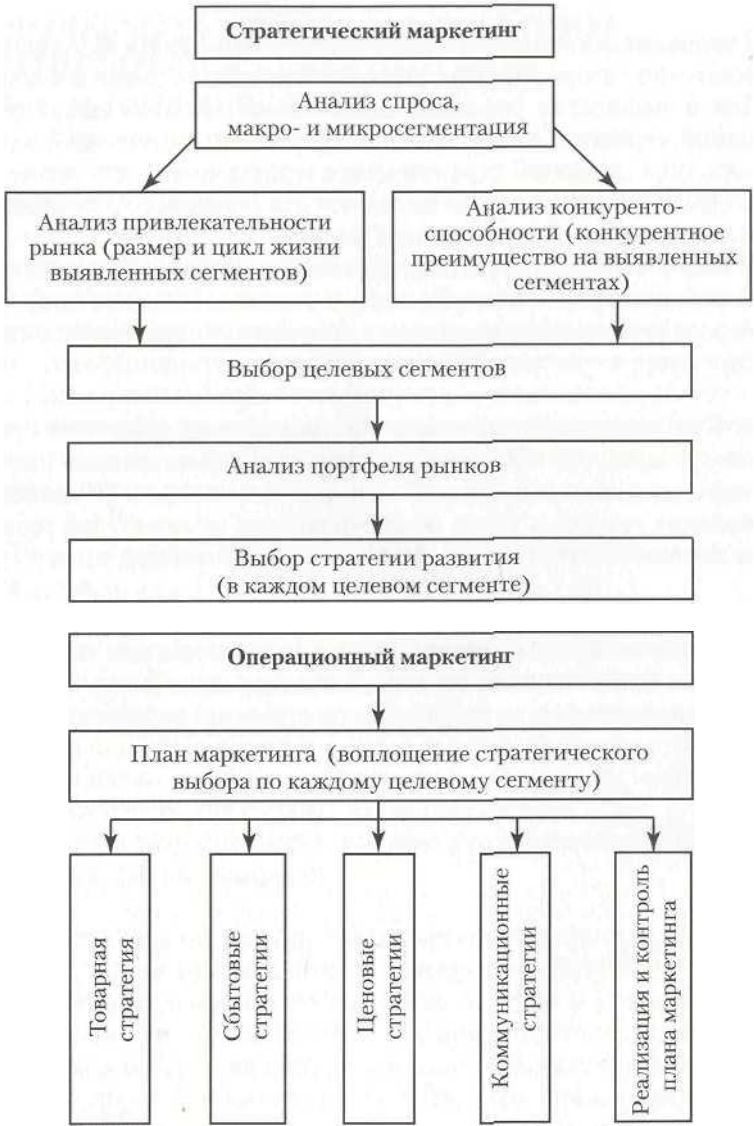 Стратегический маркетинг
Анализ спроса,
макро- и микросегментация
Анализ привлекательности
рынка (размер и цикл жизни
выявленных сегментов)
Анализ конкуренто-
способности (конкурентное
преимущество на выявленных
сегментах)
Выбор целевых сегментов
Анализ портфеля рынков
Выбор стратегии развития
(в каждом целевом сегменте)
Операционный маркетинг
План маркетинга (воплощение стратегического
выбора по каждому целевому сегменту)
Товарная
стратегия
Сбытовые
стратегии
Ценовые
стратегии
Коммуникационные
стратегии
Реализация и контроль
плана маркетинга